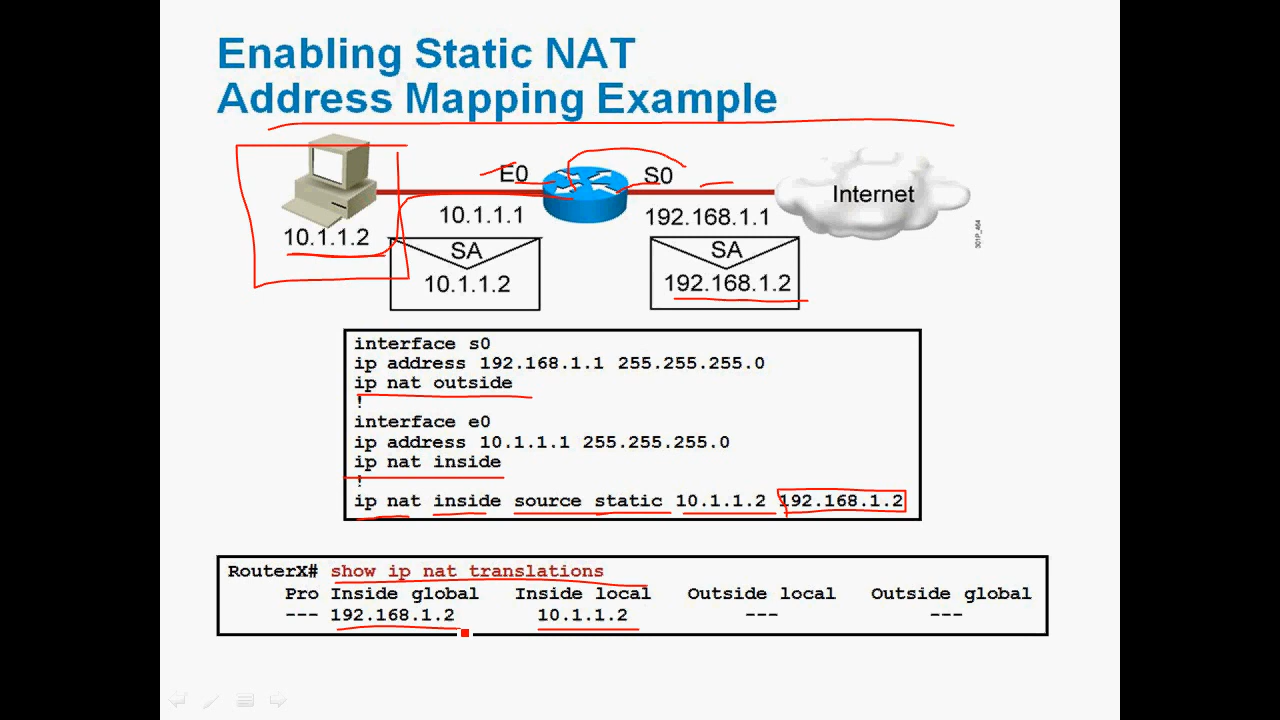 Enabling Static NAT
Address Mapping Example
E0
S0
Internet
10.1.1.1
192.168.1.1
10.1.1.2
SA
SA
10.1.1.2
192.168.1.2
interface s0
ip address 192.168.1.1 255.255.255.0
ip nat outside
!
interface e0
ip address 10.1.1.1 255.255.255.0
ip nat inside
!
ip nat inside source static 10.1.1.2 192.168.1.2
RouterX# show ip nat translations
Pro Inside global Inside local Outside local Outside global
--- 192.168.1.2 10.1.1.2 --- ---
301P_464